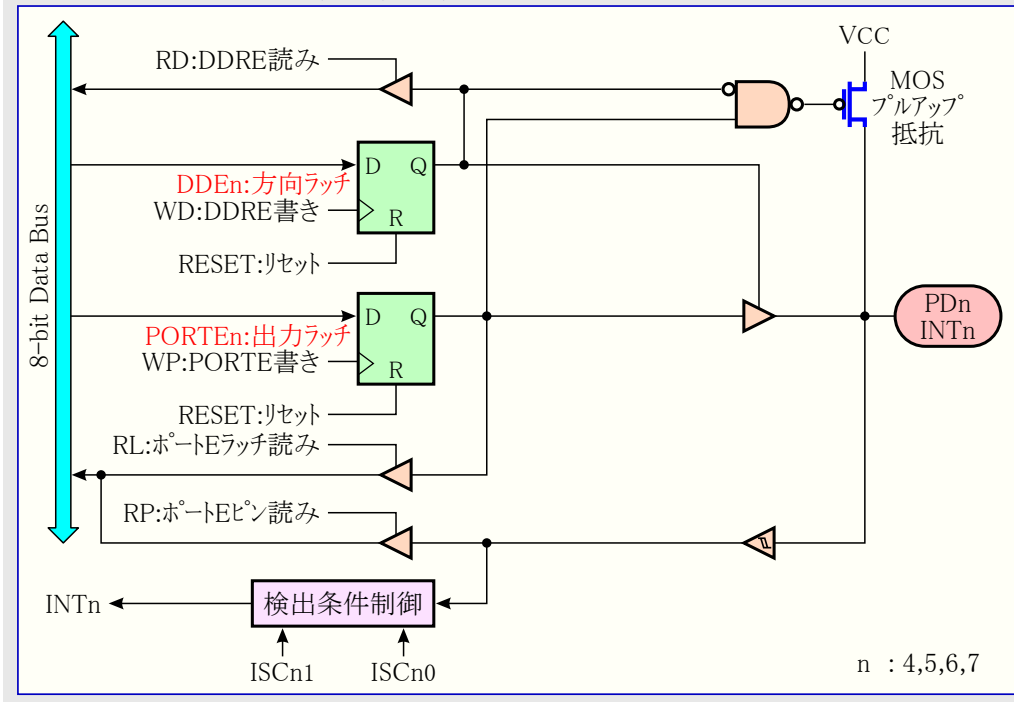 VCC
RD:DDRE読み
MOS
プルアップ
抵抗
D Q
DDEn:方向ラッチ
WD:DDRE書き
R
RESET:リセット
8-bit Data Bus
D Q
PORTEn:出力ラッチ
WP:PORTE書き
R
PDn
INTn
RESET:リセット
RL:ポートEラッチ読み
RP:ポートEピン読み
INTn
検出条件制御
ISCn1
ISCn0
n : 4,5,6,7